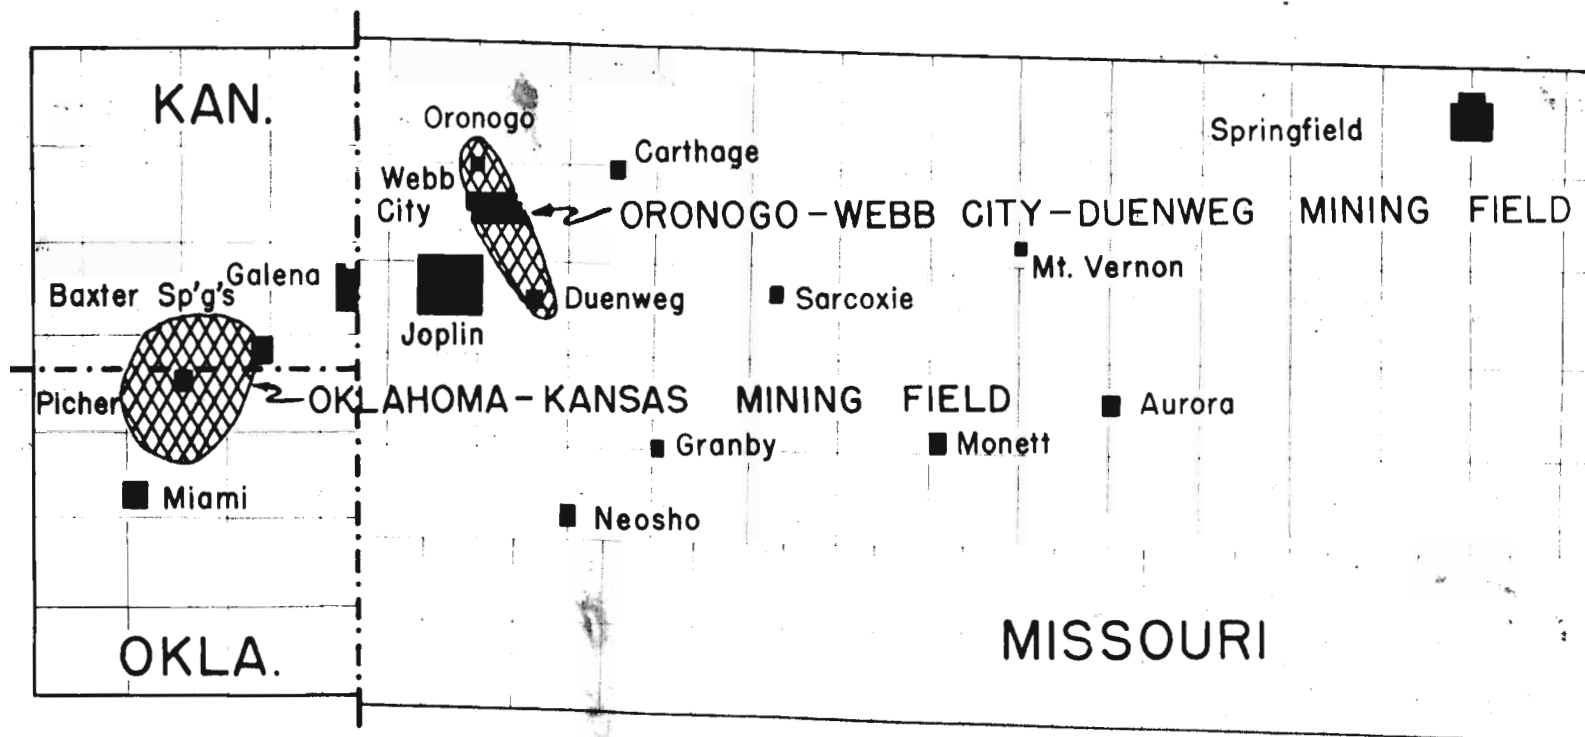 KAN.
Oronogo
Carthage
Springfield
Webb
City
ORONOGO-WEBB CITY-DUENWEG MINING FIELD
Mt. Vernon
Galena
Baxter Sp'g's
Duenweg
Sarcoxie
Joplin
Picher
OKLAHOMA-KANSAS MINING FIELD
Aurora
Granby
Monett
Miami
Neosho
OKLA.
MISSOURI